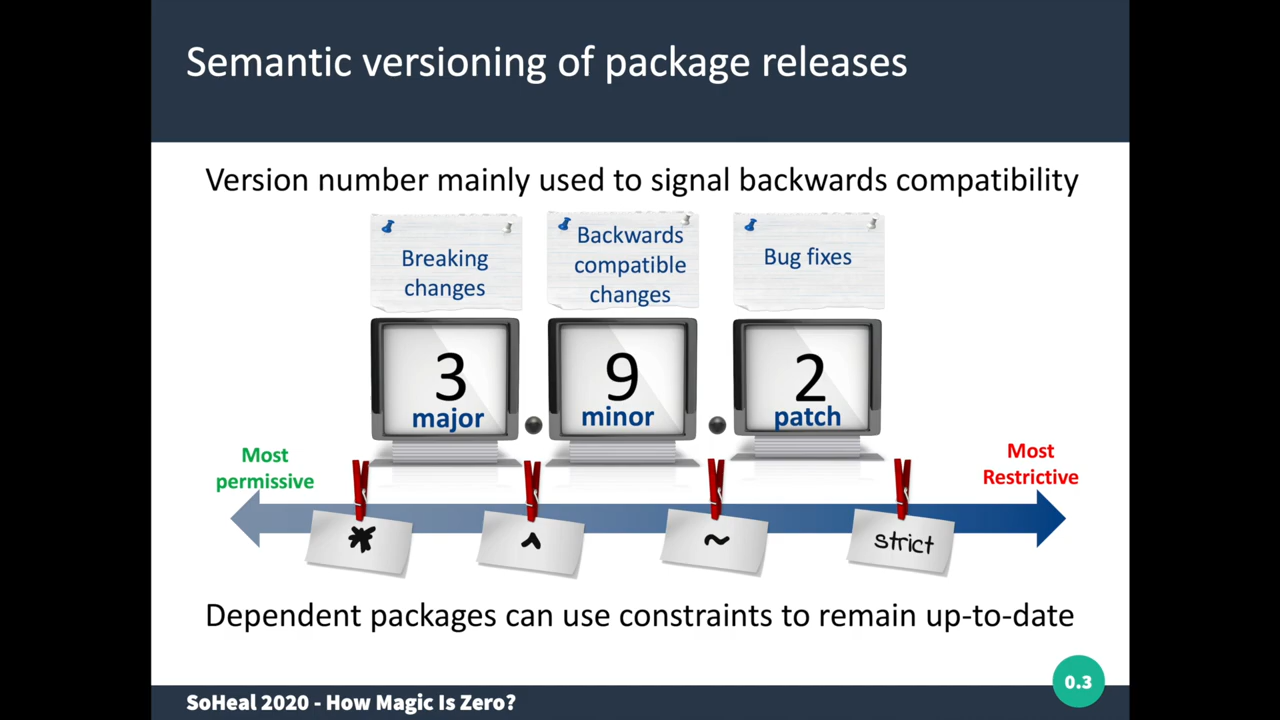 Semantic versioning of package releases
Version number mainly used to signal backwards compatibility
Breaking
changes
Backwards
compatible
changes
Bug fixes
3 . 9 . 2
major minor patch
Most
permissive
Most
Restrictive
* ^ ~ strict
Dependent packages can use constraints to remain up-to-date
SoHeal 2020 - How Magic Is Zero?
0.3